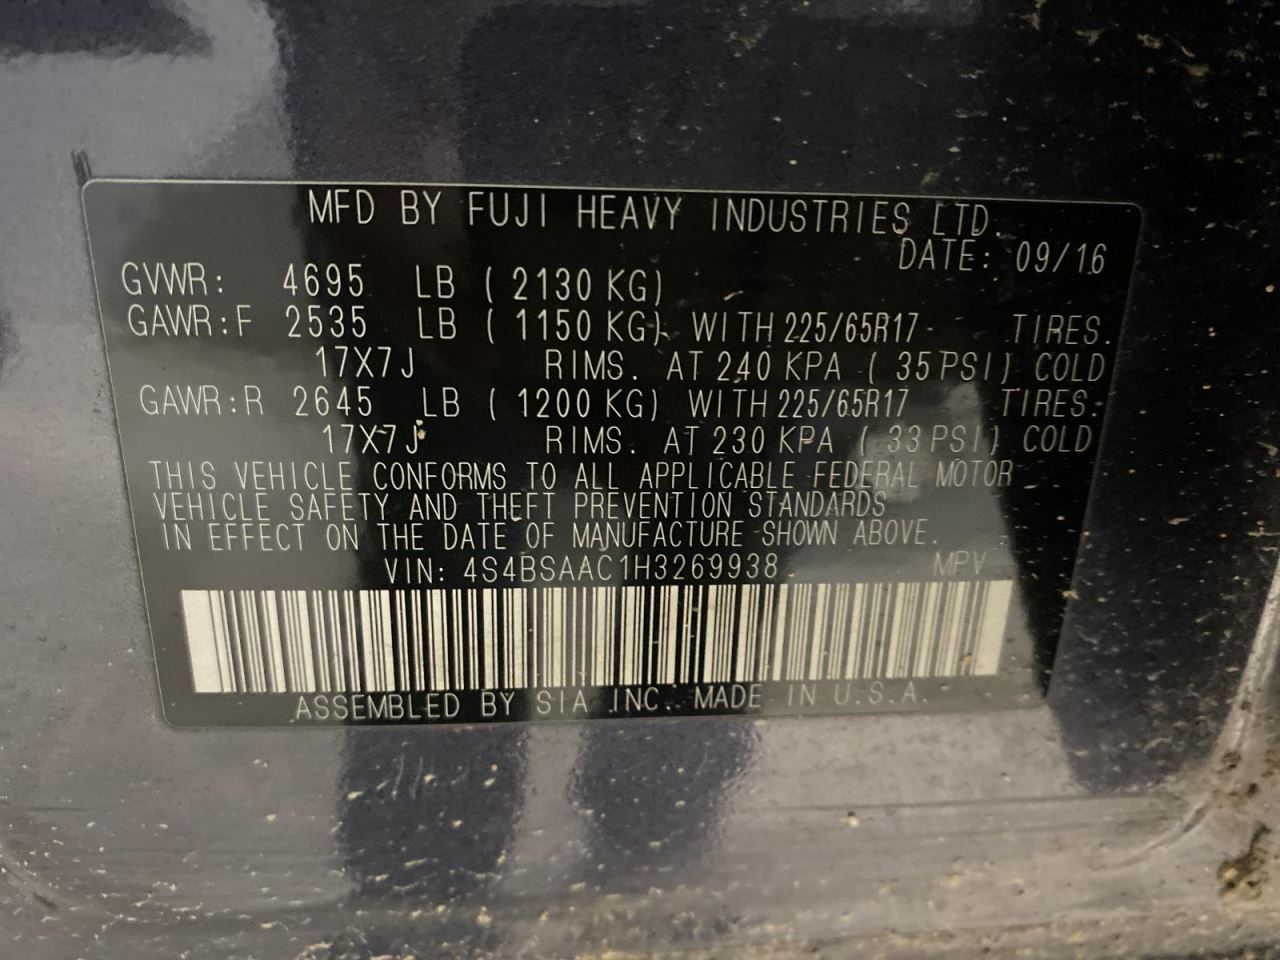 MFD BY FUJI HEAVY INDUSTRIES LTD.
DATE: 09/16
GVWR: 4695 LB ( 2130 KG)
GAWR:F 2535 LB ( 1150 KG) WITH 225/65R17 TIRES.
17X7J RIMS. AT 240 KPA ( 35 PSI) COLD
GAWR:R 2645 LB ( 1200 KG) WITH 225/65R17 TIRES.
17X7J RIMS. AT 230 KPA ( 33 PSI) COLD
THIS VEHICLE CONFORMS TO ALL APPLICABLE FEDERAL MOTOR
VEHICLE SAFETY AND THEFT PREVENTION STANDARDS
IN EFFECT ON THE DATE OF MANUFACTURE SHOWN ABOVE.
VIN: 4S4BSAAC1H3269938 MPV
ASSEMBLED BY SIA INC. MADE IN U.S.A.